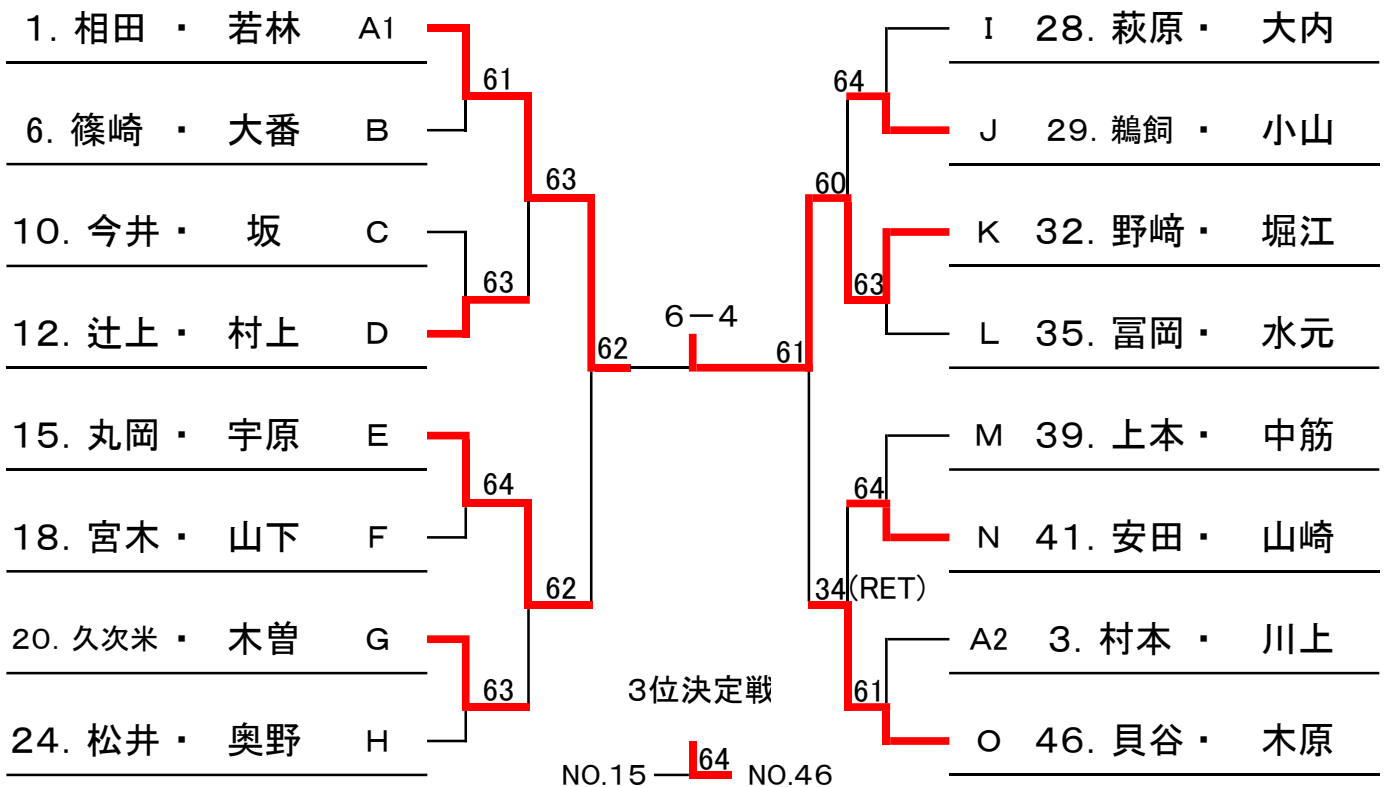 1. 相田 ・ 若林 A1
61
6. 篠崎 ・ 大番 B
63
10. 今井・ 坂 C
63
12. 辻上・ 村上 D
62
15. 丸岡・ 宇原 E
64
18. 宮木・ 山下 F
62
20. 久次米・ 木曽 G
63
24. 松井・ 奥野 H
6－4
I 28. 萩原・ 大内
64
J 29. 鵜飼・ 小山
60
K 32. 野﨑・ 堀江
63
L 35. 冨岡・ 水元
61
M 39. 上本・ 中筋
64
N 41. 安田・ 山崎
34(RET)
A2 3. 村本・ 川上
61
O 46. 貝谷・ 木原
3位決定戦
64
NO.15 NO.46